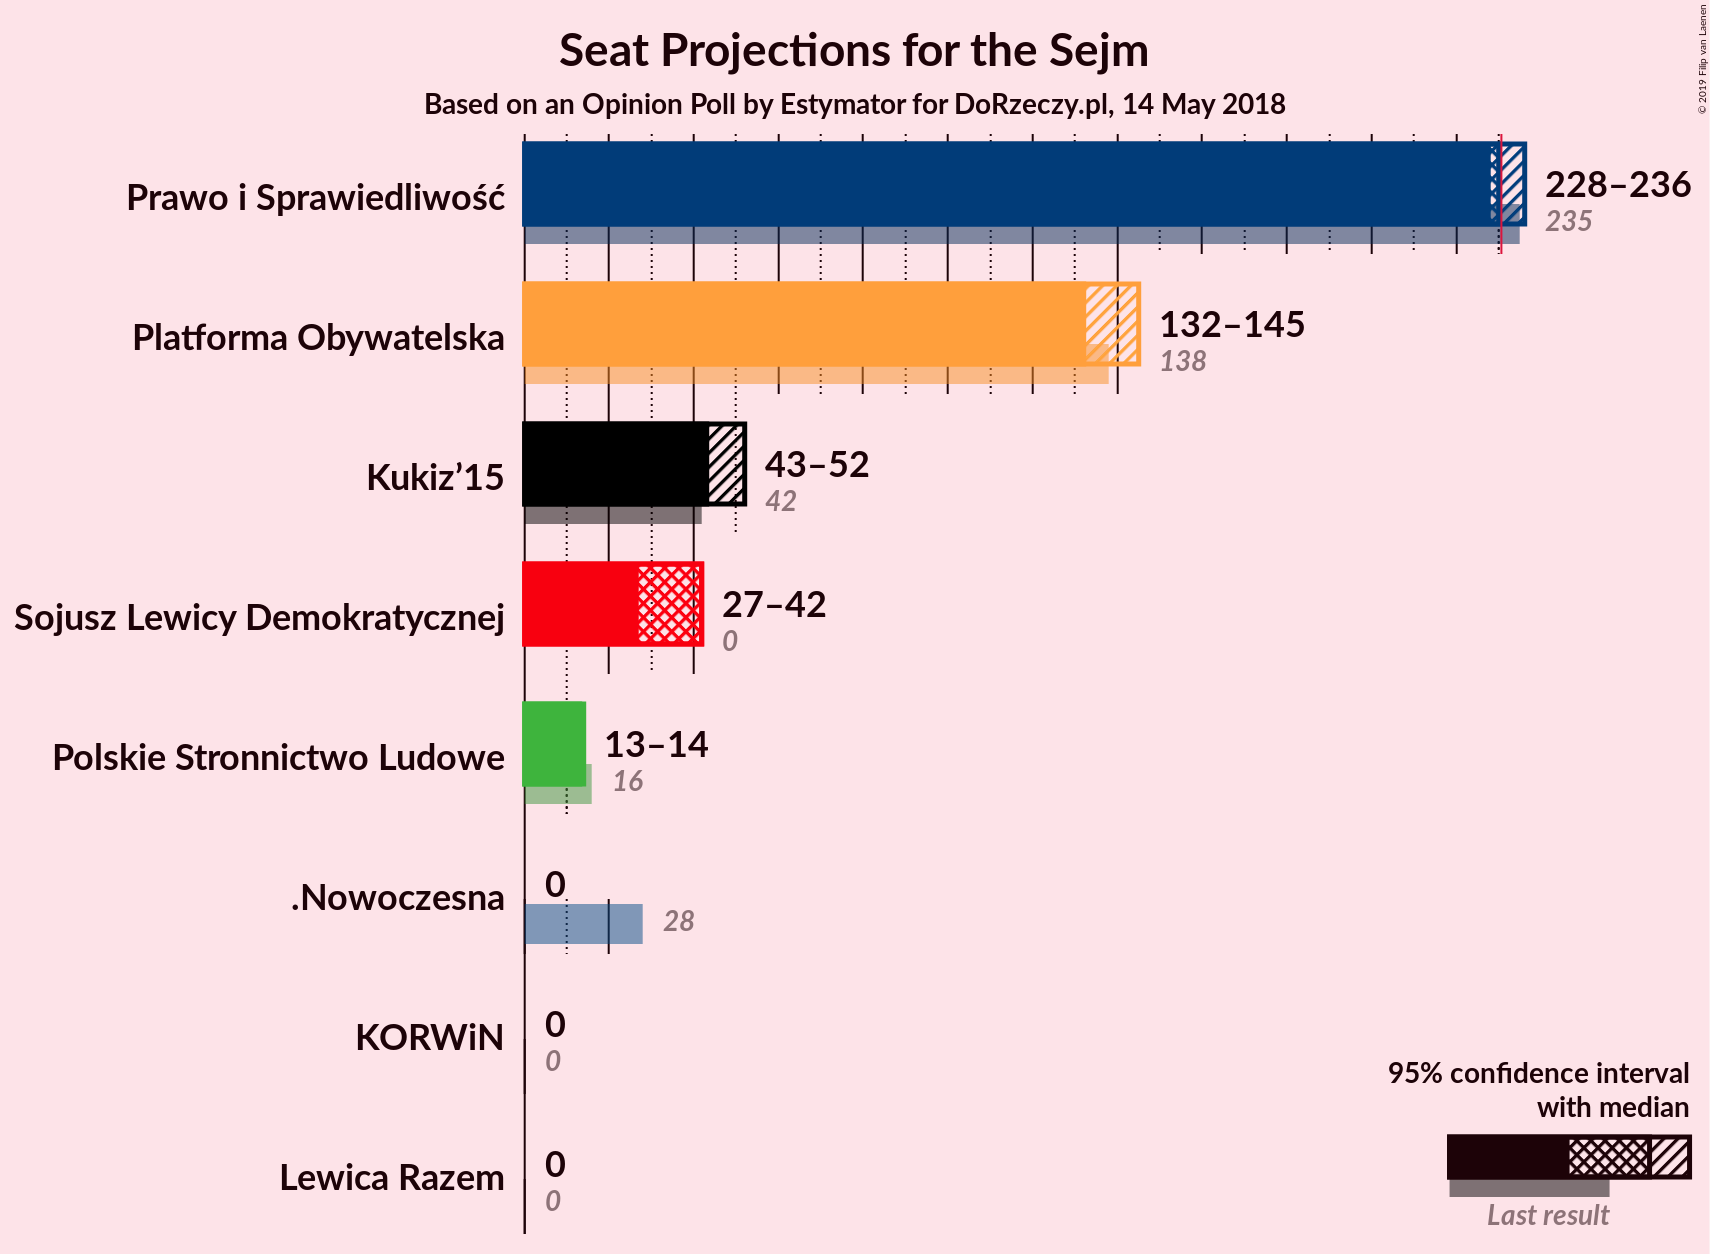 Seat Projections for the Sejm
Based on an Opinion Poll by Estymator for DoRzeczy.pl, 14 May 2018
© 2019 Filip van Laenen
Prawo i Sprawiedliwość
228–236
235
Platforma Obywatelska
132–145
138
Kukiz’15
43–52
42
Sojusz Lewicy Demokratycznej
27–42
0
Polskie Stronnictwo Ludowe
13–14
16
.Nowoczesna
0
28
KORWiN
0
0
Lewica Razem
0
0
95% confidence interval
with median
Last result